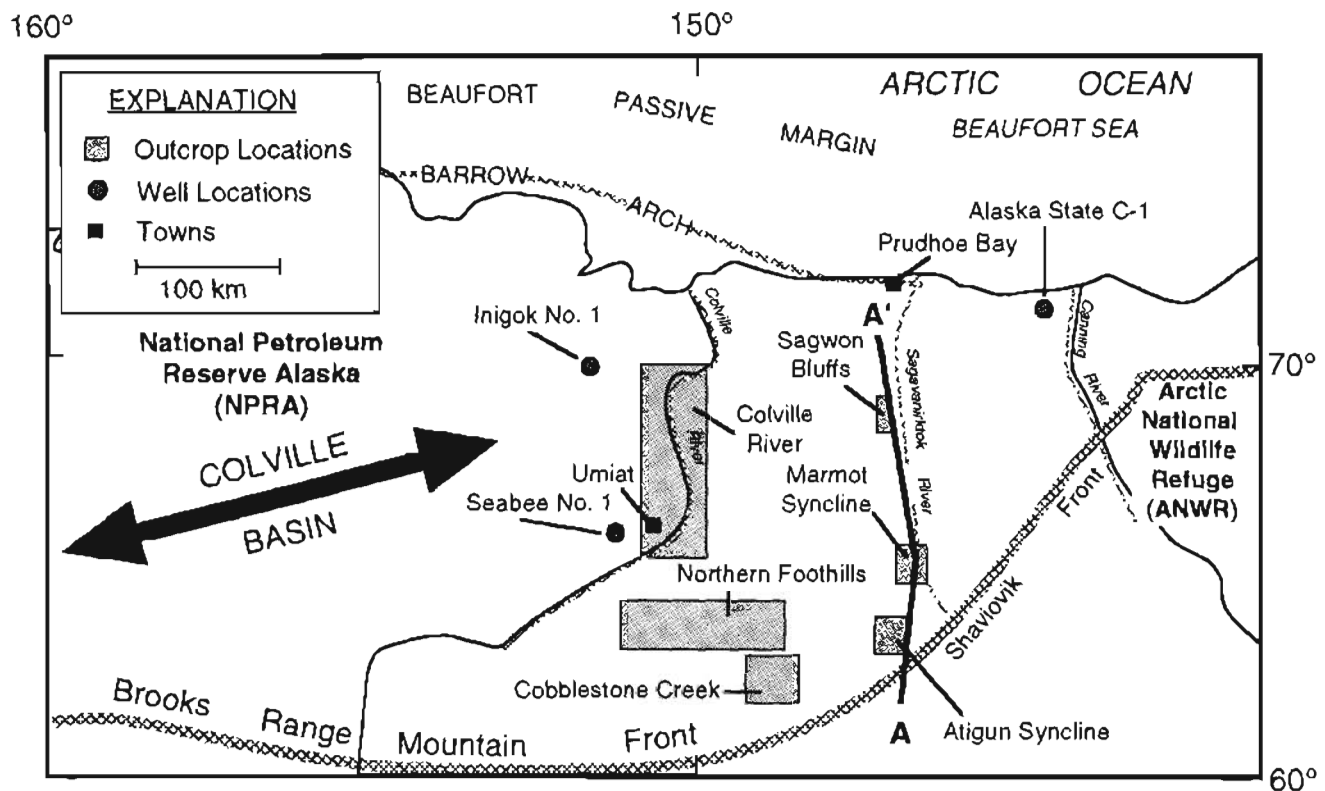 160°
150°
EXPLANATION
Outcrop Locations
Well Locations
Towns
100 km
BEAUFORT PASSIVE MARGIN
ARCTIC OCEAN
BEAUFORT SEA
BARROW ARCH
Alaska State C-1
Prudhoe Bay
A'
Inigok No. 1
Colville
River
Sagwon
Bluffs
Sagavanirktok
River
Canning
River
70°
National Petroleum
Reserve Alaska
(NPRA)
Colville
River
Arctic
National
Wildlife
Refuge
(ANWR)
COLVILLE
BASIN
Umiat
Seabee No. 1
Marmot
Syncline
Northern Foothills
Shaviovik Front
Cobblestone Creek
Brooks Range Mountain Front
A
Atigun Syncline
60°